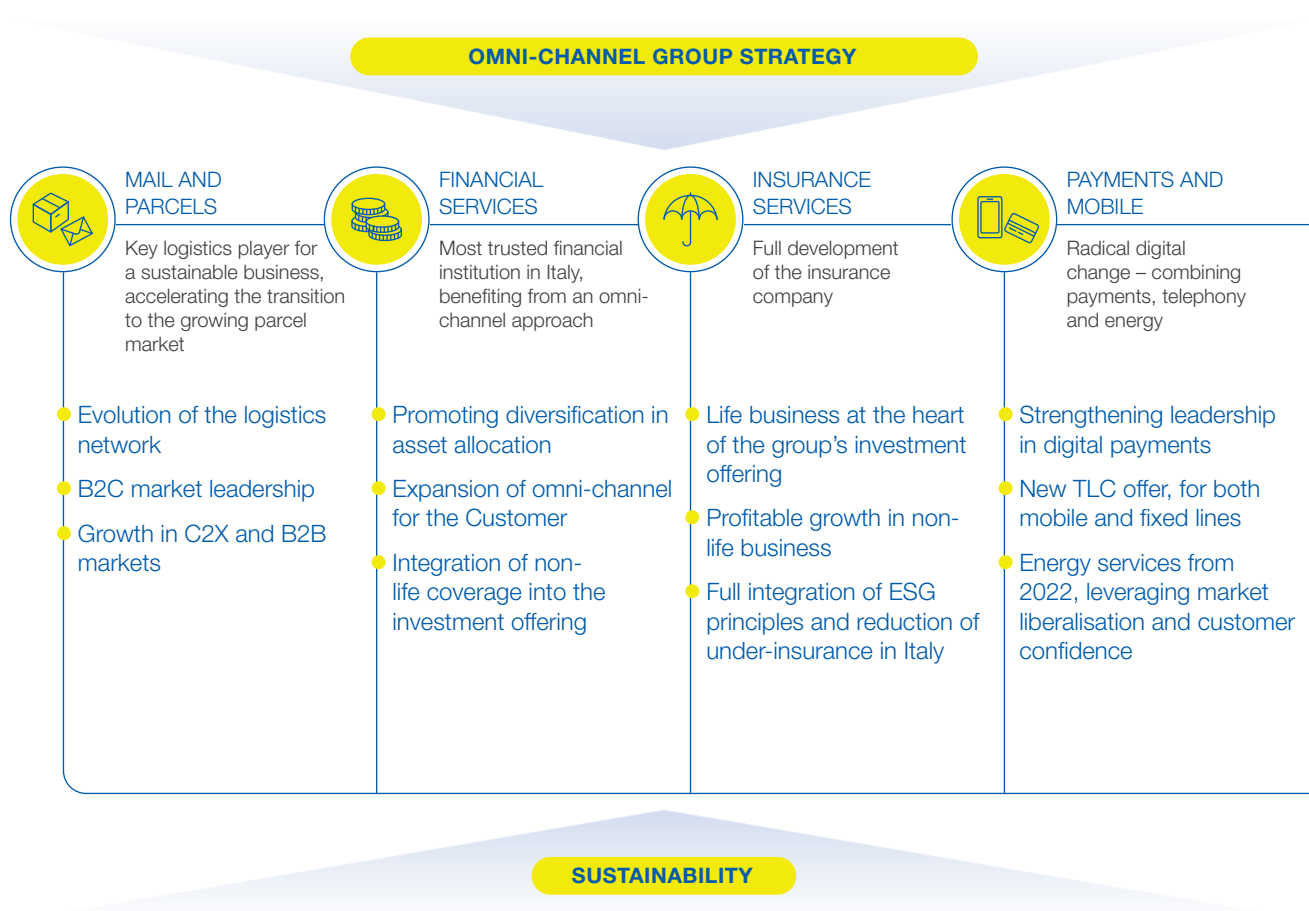 OMNI-CHANNEL GROUP STRATEGY
MAIL AND
PARCELS
Key logistics player for
a sustainable business,
accelerating the transition
to the growing parcel
market
Evolution of the logistics
network
B2C market leadership
Growth in C2X and B2B
markets
FINANCIAL
SERVICES
Most trusted financial
institution in Italy,
benefiting from an omni-
channel approach
Promoting diversification in
asset allocation
Expansion of omni-channel
for the Customer
Integration of non-
life coverage into the
investment offering
INSURANCE
SERVICES
Full development
of the insurance
company
Life business at the heart
of the group's investment
offering
Profitable growth in non-
life business
Full integration of ESG
principles and reduction of
under-insurance in Italy
PAYMENTS AND
MOBILE
Radical digital
change – combining
payments, telephony
and energy
Strengthening leadership
in digital payments
New TLC offer, for both
mobile and fixed lines
Energy services from
2022, leveraging market
liberalisation and customer
confidence
SUSTAINABILITY